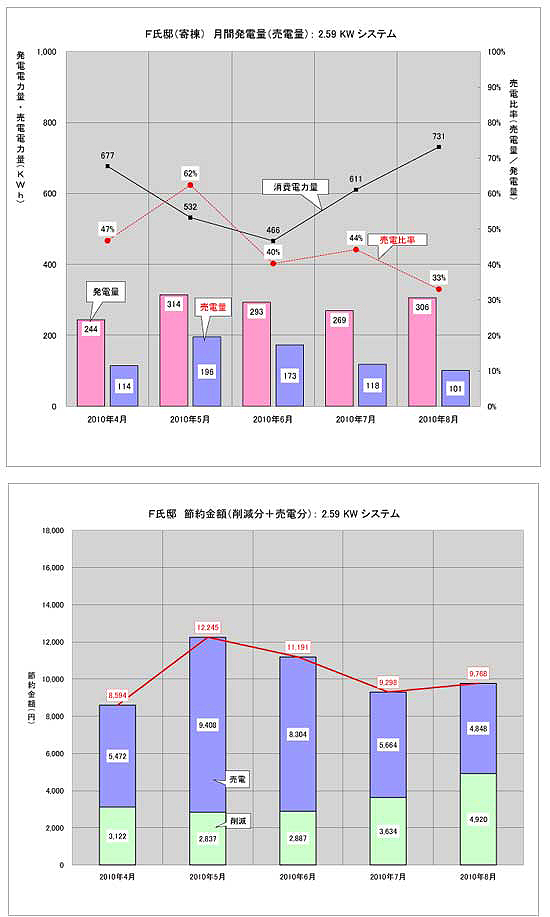 F氏邸(寄棟) 月間発電量(売電量): 2.59 KW システム
発電電力量・売電電力量(KWh)
売電比率(売電量/発電量)
1,000
800
600
400
200
0
100%
90%
80%
70%
60%
50%
40%
30%
20%
10%
0%
677
532
466
611
731
47%
62%
40%
44%
33%
消費電力量
売電比率
発電量
売電量
244
114
314
196
293
173
269
118
306
101
2010年4月
2010年5月
2010年6月
2010年7月
2010年8月
F氏邸 節約金額(削減分+売電分): 2.59 KW システム
節約金額(円)
18,000
16,000
14,000
12,000
10,000
8,000
6,000
4,000
2,000
0
8,594
12,245
11,191
9,298
9,768
5,472
9,408
8,304
5,664
4,848
売電
削減
3,122
2,837
2,887
3,634
4,920
2010年4月
2010年5月
2010年6月
2010年7月
2010年8月